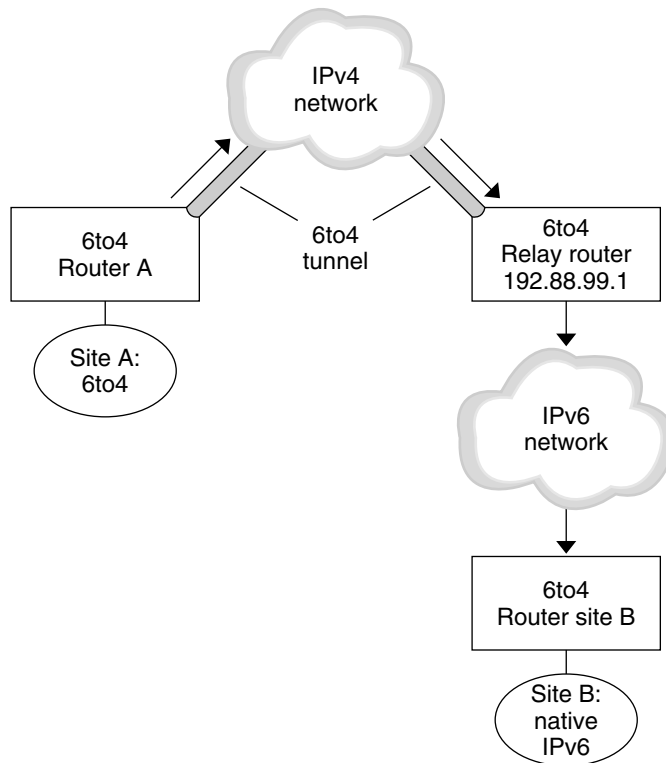 IPv4
network
6to4
Router A
6to4
tunnel
6to4
Relay router
192.88.99.1
Site A:
6to4
IPv6
network
6to4
Router site B
Site B:
native
IPv6